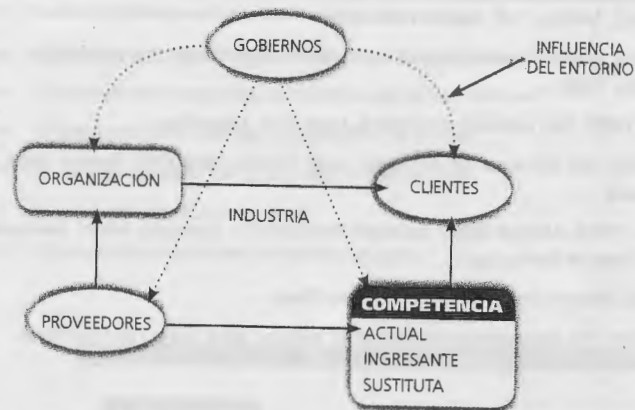 GOBIERNOS
INFLUENCIA
DEL ENTORNO
ORGANIZACIÓN
CLIENTES
INDUSTRIA
PROVEEDORES
COMPETENCIA
ACTUAL
INGRESANTE
SUSTITUTA